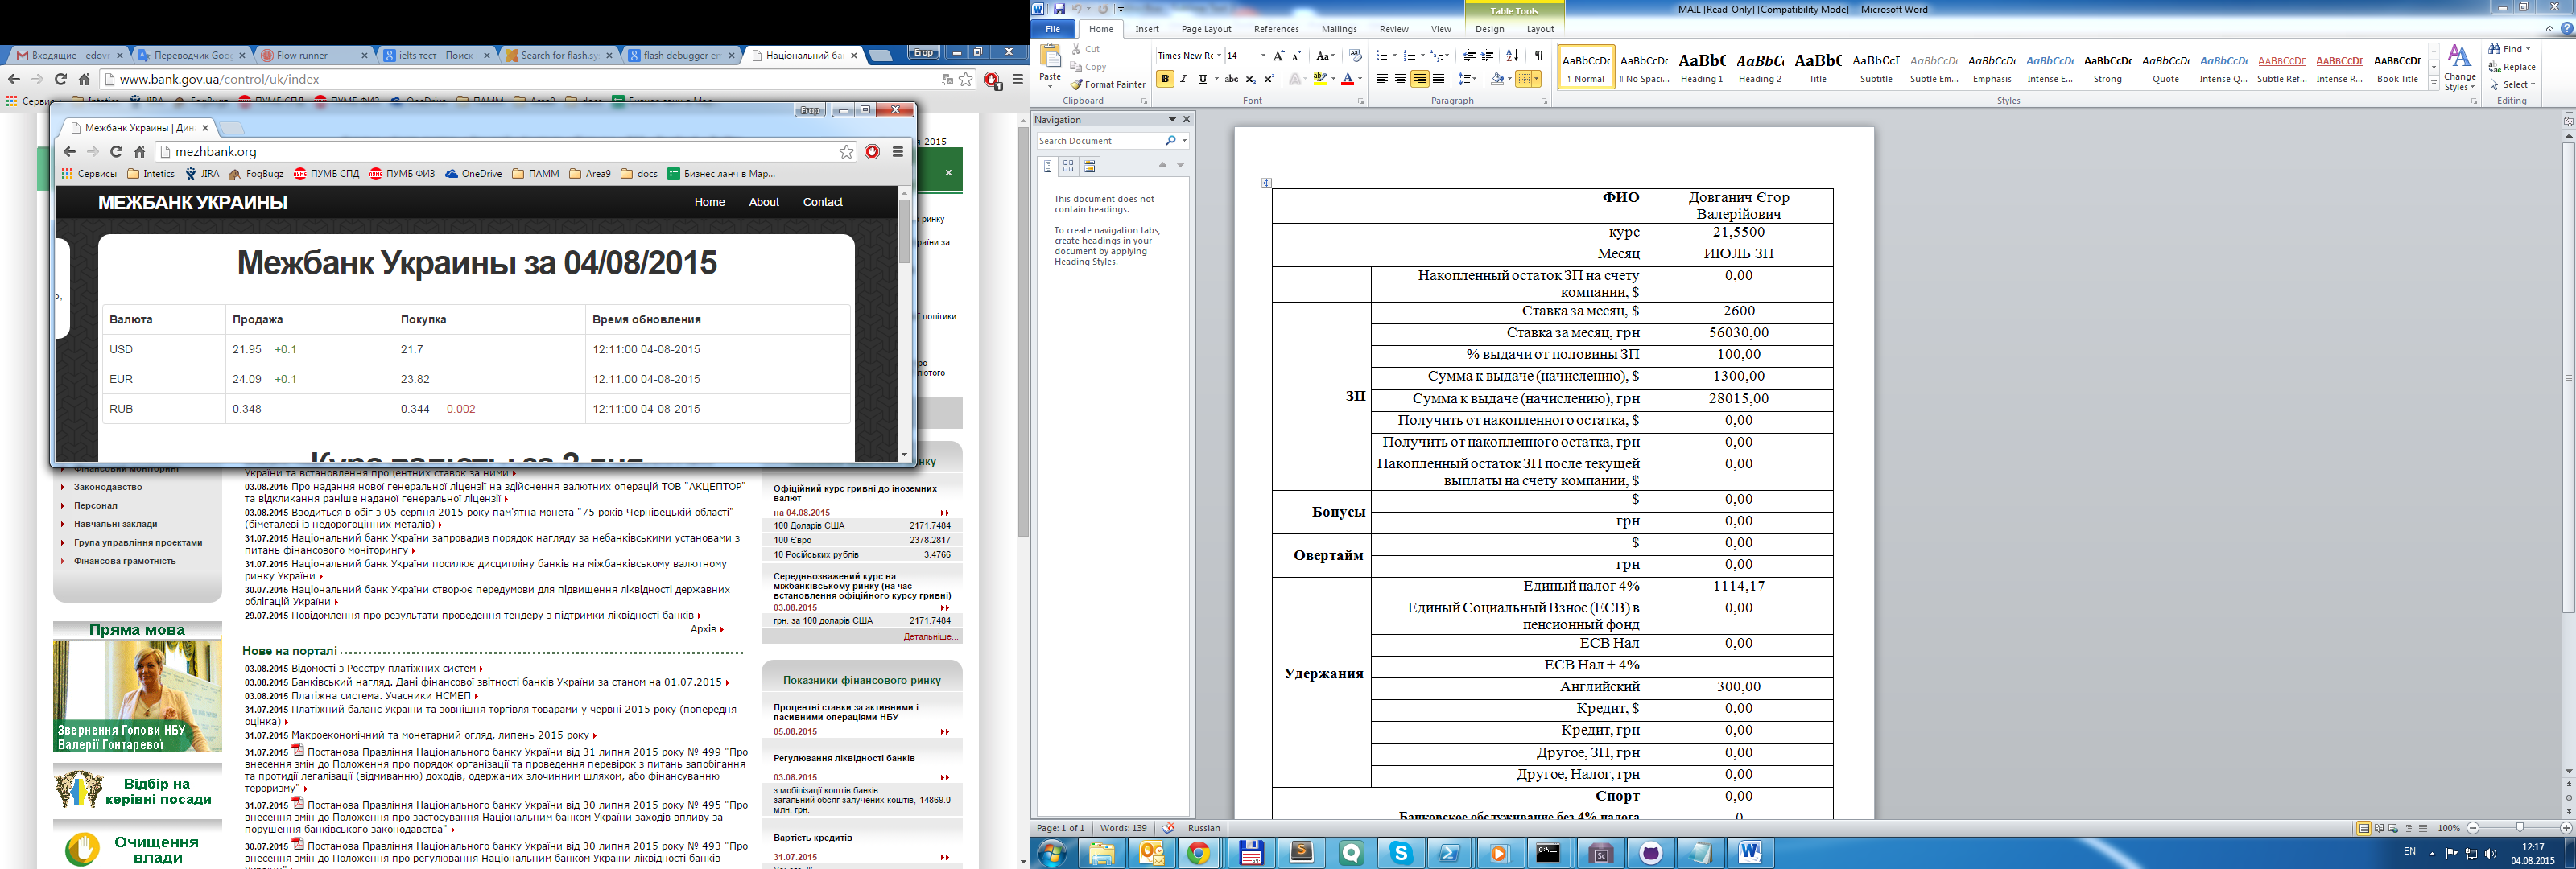 Входящие - edov
Переводчик Goo
Flow runner
ielts тест - Поиск
Search for flash.sy
flash debugger en
Національний ба
Егор
www.bank.gov.ua/control/uk/index
Егор
Межбанк Украины | Дин
mezhbank.org
Сервисы
Intetics
JIRA
FogBugz
ПУМБ СПД
ПУМБ ФИЗ
OneDrive
ПАММ
Area9
docs
Бизнес ланч в Мар...
МЕЖБАНК УКРАИНЫ
Home
About
Contact
Межбанк Украины за 04/08/2015
Валюта Продажа Покупка Время обновления
USD 21.95 +0.1 21.7 12:11:00 04-08-2015
EUR 24.09 +0.1 23.82 12:11:00 04-08-2015
RUB 0.348 0.344 -0.002 12:11:00 04-08-2015
Законодавство
Персонал
Навчальні заклади
Група управління проектами
Фінансова грамотність
Пряма мова
Звернення Голови НБУ
Валерії Гонтаревої
Відбір на
керівні посади
Очищення
влади
України та встановлення процентних ставок за ними
03.08.2015 Про надання нової генеральної ліцензії на здійснення валютних операцій ТОВ "АКЦЕПТОР"
та відкликання раніше наданої генеральної ліцензії
03.08.2015 Вводиться в обіг з 05 серпня 2015 року пам'ятна монета "75 років Чернівецькій області"
(біметалеві із недорогоцінних металів)
31.07.2015 Національний банк України запровадив порядок нагляду за небанківськими установами з
питань фінансового моніторингу
31.07.2015 Національний банк України посилює дисципліну банків на міжбанківському валютному
ринку України
30.07.2015 Національний банк України створює передумови для підвищення ліквідності державних
облігацій України
29.07.2015 Повідомлення про результати проведення тендеру з підтримки ліквідності банків
Архів
Нове на порталі
03.08.2015 Відомості з Реєстру платіжних систем
03.08.2015 Банківський нагляд. Дані фінансової звітності банків України за станом на 01.07.2015
03.08.2015 Платіжна система. Учасники НСМЕП
31.07.2015 Платіжний баланс України та зовнішня торгівля товарами у червні 2015 року (попередня
оцінка)
31.07.2015 Макроекономічний та монетарний огляд, липень 2015 року
31.07.2015 Постанова Правління Національного банку України від 31 липня 2015 року № 499 "Про
внесення змін до Положення про порядок організації та проведення перевірок з питань запобігання
та протидії легалізації (відмиванню) доходів, одержаних злочинним шляхом, або фінансуванню
тероризму"
31.07.2015 Постанова Правління Національного банку України від 30 липня 2015 року № 495 "Про
внесення змін до Положення про застосування Національним банком України заходів впливу за
порушення банківського законодавства"
30.07.2015 Постанова Правління Національного банку України від 30 липня 2015 року № 493 "Про
внесення змін до Положення про регулювання Національним банком України ліквідності банків
Офіційний курс гривні до іноземних
валют
на 04.08.2015
100 Доларів США 2171.7484
100 Євро 2378.2817
10 Російських рублів 3.4766
Середньозважений курс на
міжбанківському ринку (на час
встановлення офіційного курсу гривні)
03.08.2015
грн. за 100 доларів США 2171.7484
Детальніше...
Показники фінансового ринку
Процентні ставки за активними і
пасивними операціями НБУ
05.08.2015
Регулювання ліквідності банків
03.08.2015
з мобілізації коштів банків
загальний обсяг залучених коштів, 14869.0
млн. грн.
Вартість кредитів
31.07.2015
MAIL [Read-Only] [Compatibility Mode] - Microsoft Word
Table Tools
File Home Insert Page Layout References Mailings Review View Design Layout
Paste
Cut
Copy
Format Painter
Clipboard
Times New Rc 14
Font
Paragraph
¶ Normal
¶ No Spaci...
Heading 1
Heading 2
Title
Subtitle
Subtle Em...
Emphasis
Intense E...
Strong
Quote
Intense Q...
Subtle Ref...
Intense R...
Book Title
Styles
Change
Styles
Find
Replace
Select
Editing
Navigation
Search Document
This document does not
contain headings.
To create navigation tabs,
create headings in your
document by applying
Heading Styles.
ФИО Довганич Єгор
Валерійович
курс 21,5500
Месяц ИЮЛЬ ЗП
Накопленный остаток ЗП на счету 0,00
компании, $
ЗП
Ставка за месяц, $ 2600
Ставка за месяц, грн 56030,00
% выдачи от половины ЗП 100,00
Сумма к выдаче (начислению), $ 1300,00
Сумма к выдаче (начислению), грн 28015,00
Получить от накопленного остатка, $ 0,00
Получить от накопленного остатка, грн 0,00
Накопленный остаток ЗП после текущей 0,00
выплаты на счету компании, $
Бонусы
$ 0,00
грн 0,00
Овертайм
$ 0,00
грн 0,00
Удержания
Единый налог 4% 1114,17
Единый Социальный Взнос (ЕСВ) в 0,00
пенсионный фонд
ЕСВ Нал 0,00
ЕСВ Нал + 4%
Английский 300,00
Кредит, $ 0,00
Кредит, грн 0,00
Другое, ЗП, грн 0,00
Другое, Налог, грн 0,00
Спорт 0,00
Банковское обслуживание без 4% налога 0
Page: 1 of 1
Words: 139
Russian
100%
EN
12:17
04.08.2015